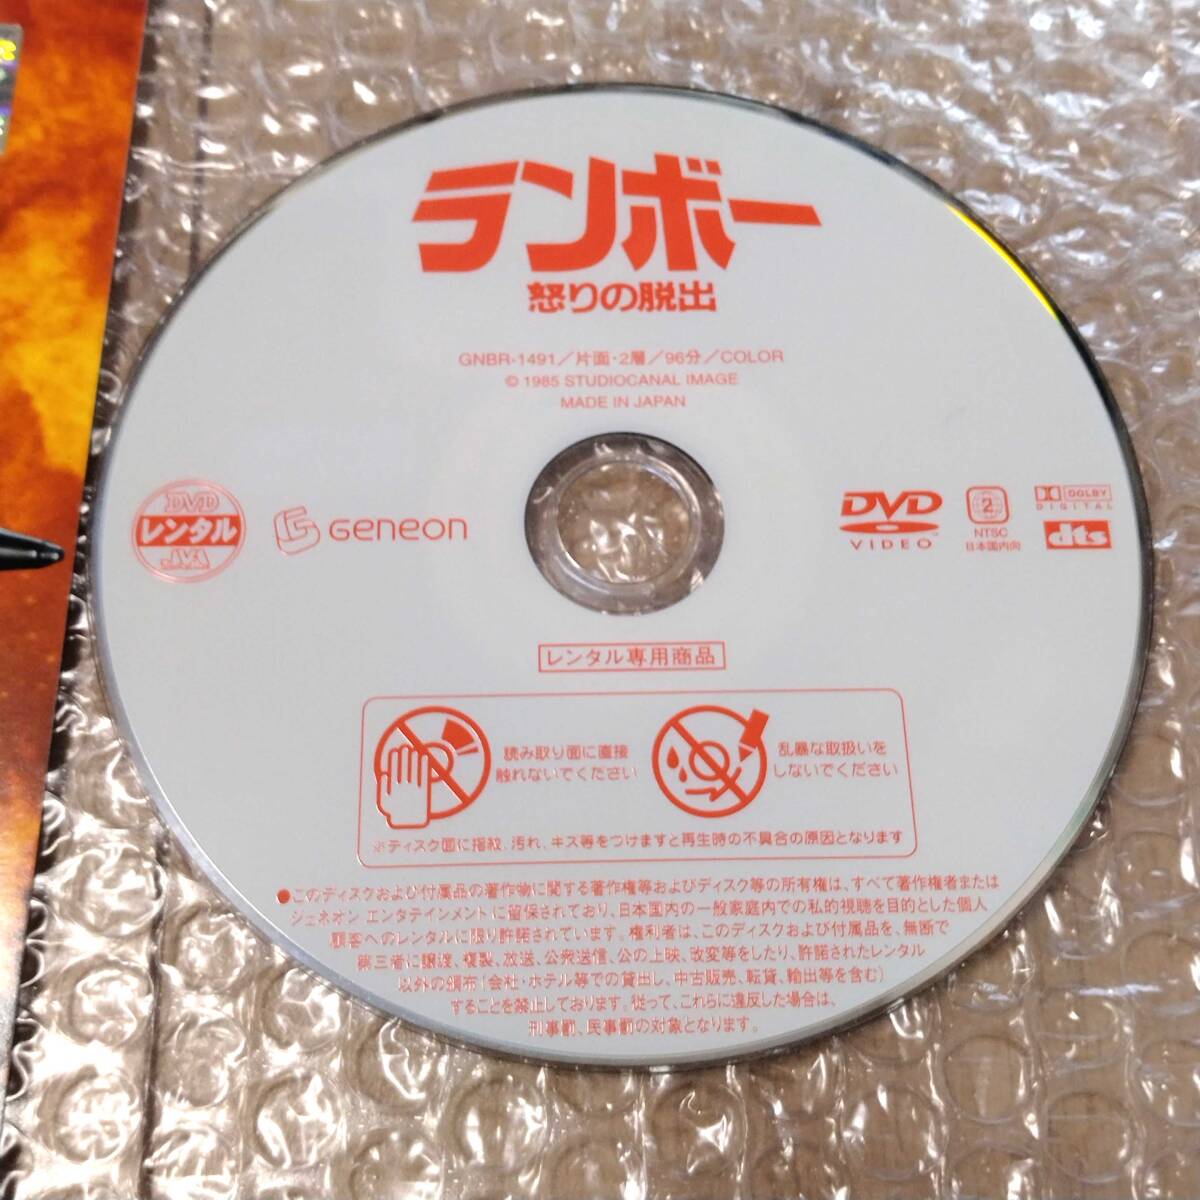 ランボー
怒りの脱出
GNBR-1491／片面・2層／96分／COLOR
© 1985 STUDIOCANAL IMAGE
MADE IN JAPAN
DVD
レンタル
JVA
Geneon
DVD
VIDEO
2
NTSC
日本国内向
DOLBY
DIGITAL
dts
レンタル専用商品
読み取り面に直接
触れないでください
乱暴な取扱いを
しないでください
※ディスク面に指紋、汚れ、キズ等をつけますと再生時の不具合の原因となります
●このディスクおよび付属品の著作物に関する著作権等およびディスク等の所有権は、すべて著作権者または
ジェネオン エンタテインメントに留保されており、日本国内の一般家庭内での私的視聴を目的とした個人
顧客へのレンタルに限り許諾されています。権利者は、このディスクおよび付属品を、無断で
第三者に譲渡、複製、放送、公衆送信、公の上映、改変等をしたり、許諾されたレンタル
以外の頒布（会社・ホテル等での貸出し、中古販売、転貸、輸出等を含む）
することを禁止しております。従って、これらに違反した場合は、
刑事罰、民事罰の対象となります。